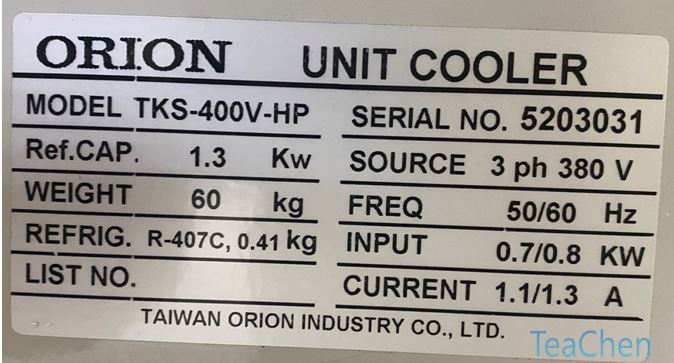 ORION UNIT COOLER
MODEL TKS-400V-HP
Ref.CAP. 1.3 Kw
WEIGHT 60 kg
REFRIG. R-407C, 0.41 kg
LIST NO.
SERIAL NO. 5203031
SOURCE 3 ph 380 V
FREQ 50/60 Hz
INPUT 0.7/0.8 KW
CURRENT 1.1/1.3 A
TAIWAN ORION INDUSTRY CO., LTD.
TeaChen